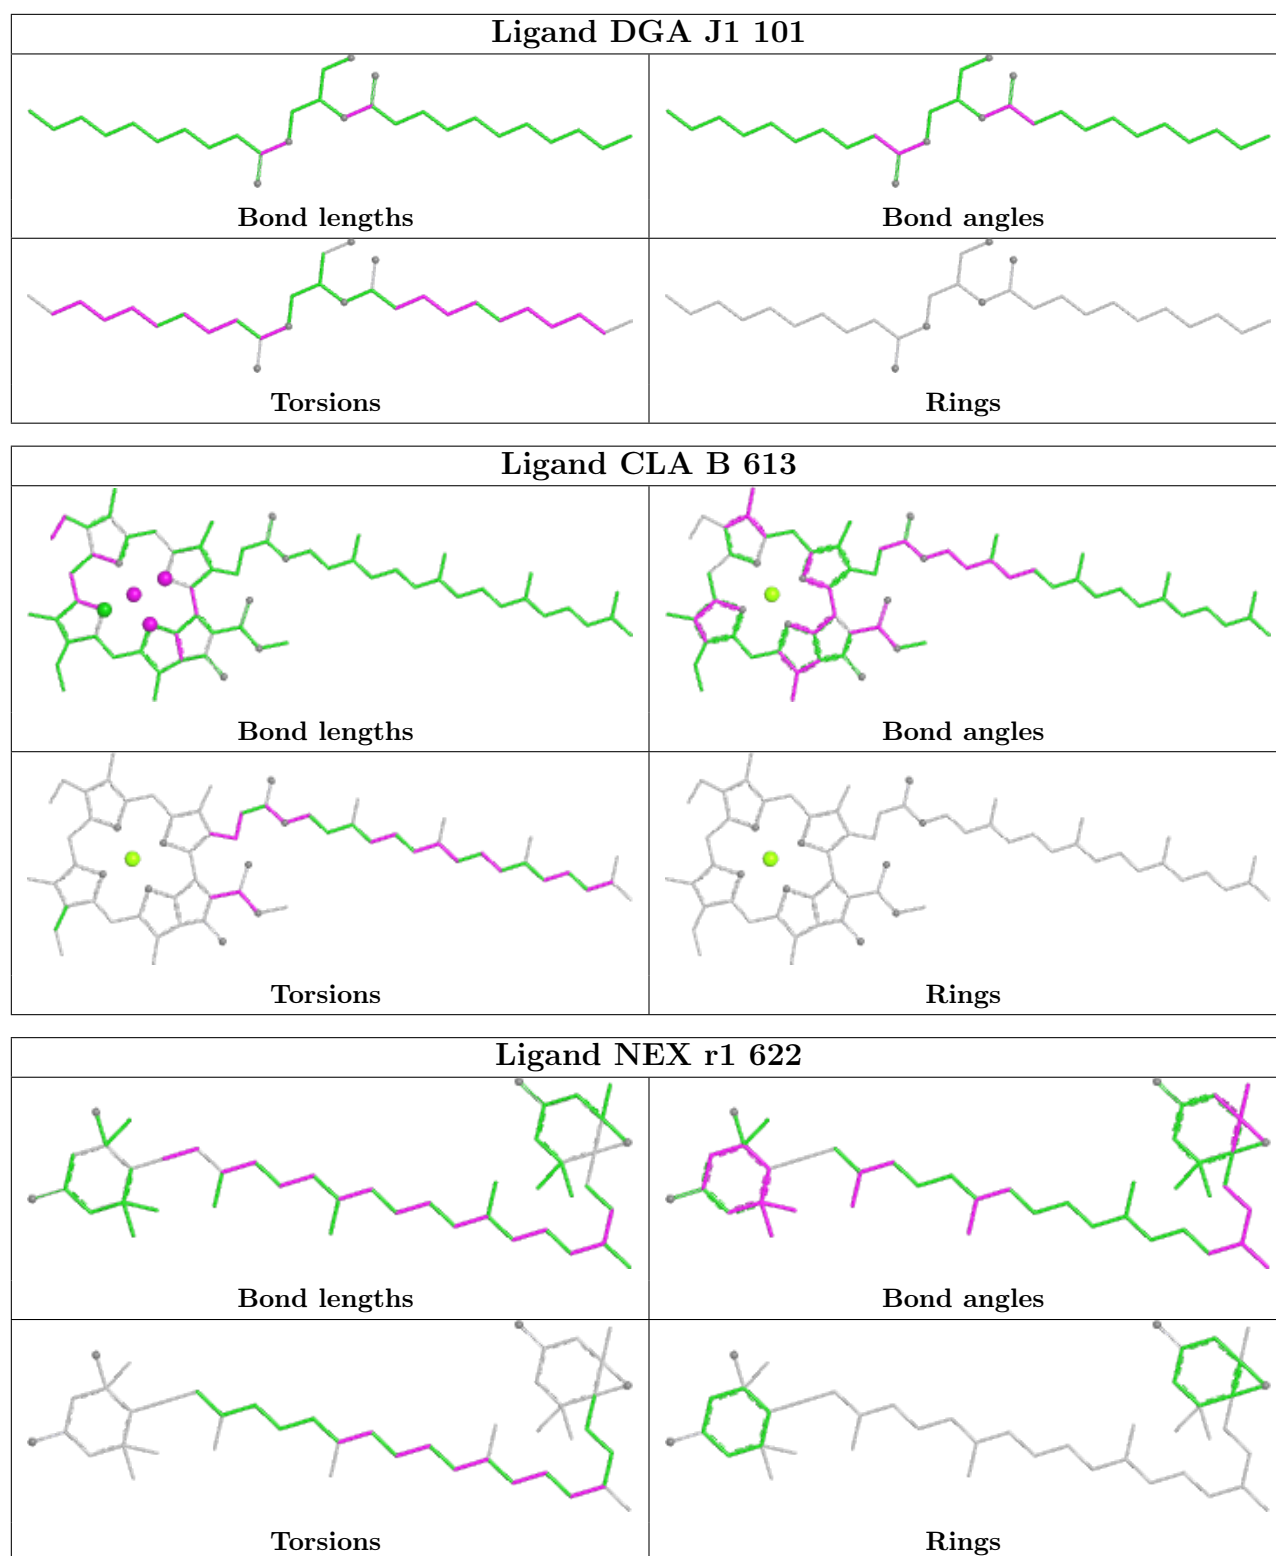 Ligand DGA J1 101
Bond lengths
Bond angles
Torsions
Rings
Ligand CLA B 613
Bond lengths
Bond angles
Torsions
Rings
Ligand NEX r1 622
Bond lengths
Bond angles
Torsions
Rings